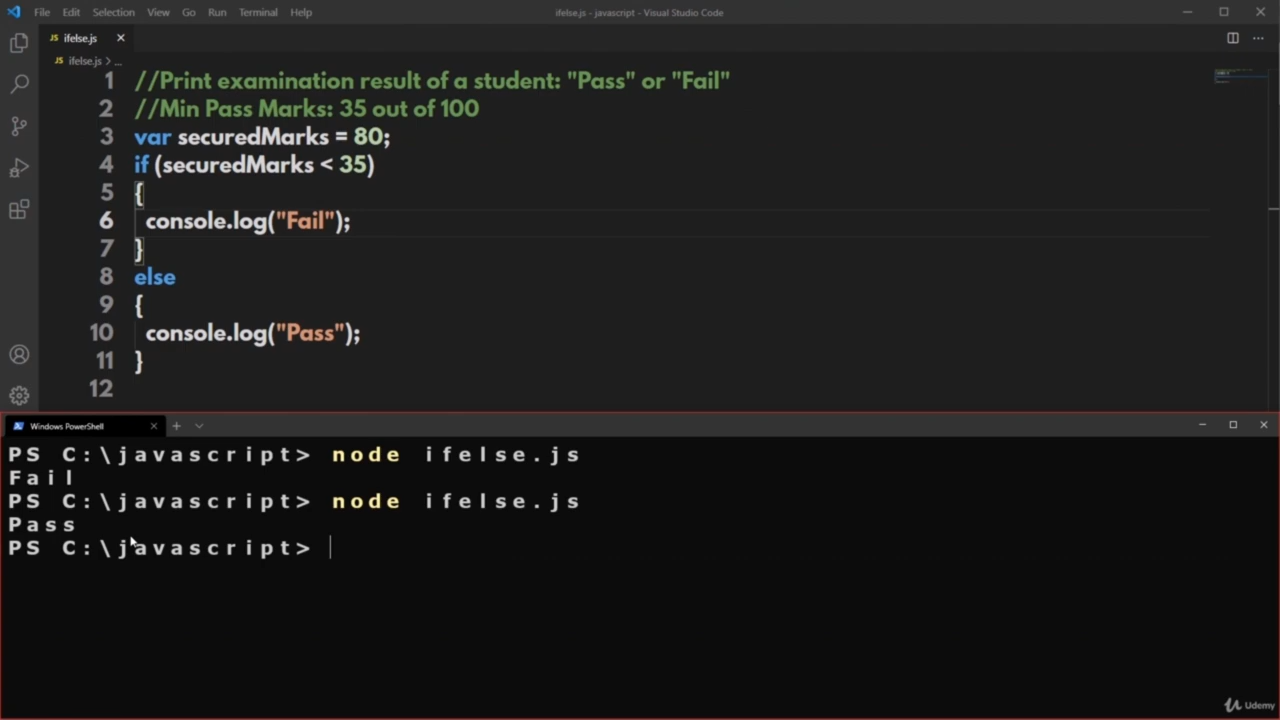 File Edit Selection View Go Run Terminal Help
ifelse.js - javascript - Visual Studio Code
JS ifelse.js
JS ifelse.js > ...
1 //Print examination result of a student: "Pass" or "Fail"
2 //Min Pass Marks: 35 out of 100
3 var securedMarks = 80;
4 if (securedMarks < 35)
5 {
6 console.log("Fail");
7 }
8 else
9 {
10 console.log("Pass");
11 }
12
Windows PowerShell
PS C:\javascript> node ifelse.js
Fail
PS C:\javascript> node ifelse.js
Pass
PS C:\javascript>
Udemy